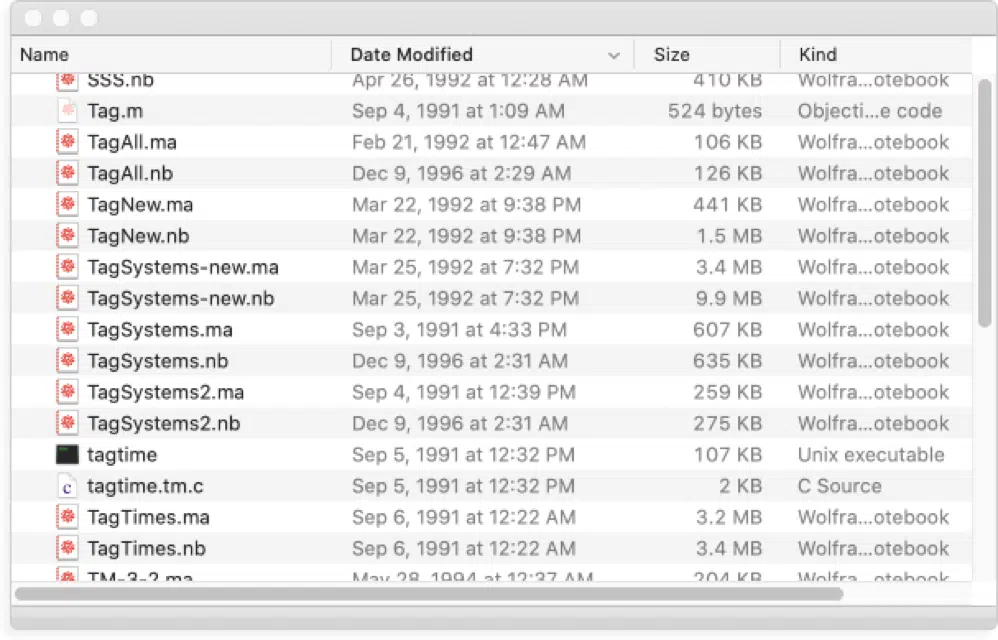 Name Date Modified Size Kind
SSS.nb Apr 26, 1992 at 12:28 AM 410 KB Wolfra...otebook
Tag.m Sep 4, 1991 at 1:09 AM 524 bytes Objecti...e code
TagAll.ma Feb 21, 1992 at 12:47 AM 106 KB Wolfra...otebook
TagAll.nb Dec 9, 1996 at 2:29 AM 126 KB Wolfra...otebook
TagNew.ma Mar 22, 1992 at 9:38 PM 441 KB Wolfra...otebook
TagNew.nb Mar 22, 1992 at 9:38 PM 1.5 MB Wolfra...otebook
TagSystems-new.ma Mar 25, 1992 at 7:32 PM 3.4 MB Wolfra...otebook
TagSystems-new.nb Mar 25, 1992 at 7:32 PM 9.9 MB Wolfra...otebook
TagSystems.ma Sep 3, 1991 at 4:33 PM 607 KB Wolfra...otebook
TagSystems.nb Dec 9, 1996 at 2:31 AM 635 KB Wolfra...otebook
TagSystems2.ma Sep 4, 1991 at 12:39 PM 259 KB Wolfra...otebook
TagSystems2.nb Dec 9, 1996 at 2:31 AM 275 KB Wolfra...otebook
tagtime Sep 5, 1991 at 12:32 PM 107 KB Unix executable
tagtime.tm.c Sep 5, 1991 at 12:32 PM 2 KB C Source
TagTimes.ma Sep 6, 1991 at 12:22 AM 3.2 MB Wolfra...otebook
TagTimes.nb Sep 6, 1991 at 12:22 AM 3.4 MB Wolfra...otebook
TM-3-2.ma May 28, 1994 at 12:37 AM 204 KB Wolfra...otebook